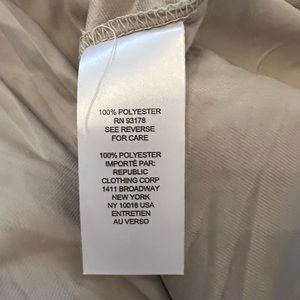 100% POLYESTER
RN 93178
SEE REVERSE
FOR CARE
100% POLYESTER
IMPORTÉ PAR:
REPUBLIC
CLOTHING CORP
1411 BROADWAY
NEW YORK
NY 10018 USA
ENTRETIEN
AU VERSO